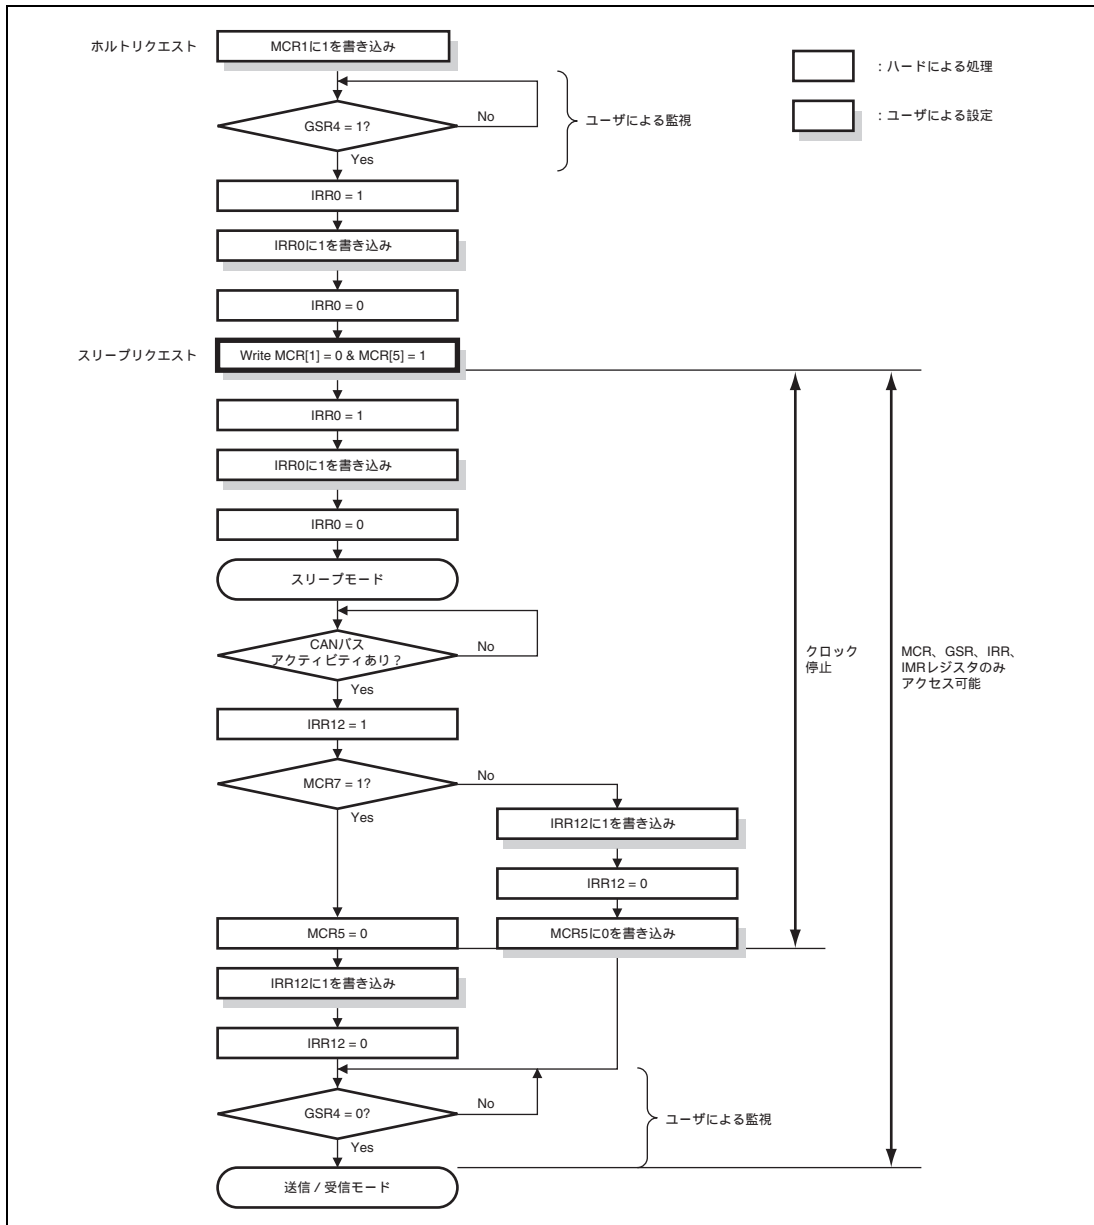 ホルトリクエスト
MCR1に1を書き込み
: ハードによる処理
: ユーザによる設定
GSR4 = 1?
No
Yes
ユーザによる監視
IRR0 = 1
IRR0に1を書き込み
IRR0 = 0
スリープリクエスト
Write MCR[1] = 0 & MCR[5] = 1
IRR0 = 1
IRR0に1を書き込み
IRR0 = 0
スリープモード
CANバス
アクティビティあり？
No
Yes
クロック
停止
MCR、GSR、IRR、
IMRレジスタのみ
アクセス可能
IRR12 = 1
MCR7 = 1?
No
Yes
IRR12に1を書き込み
IRR12 = 0
MCR5 = 0
MCR5に0を書き込み
IRR12に1を書き込み
IRR12 = 0
GSR4 = 0?
No
Yes
ユーザによる監視
送信 / 受信モード